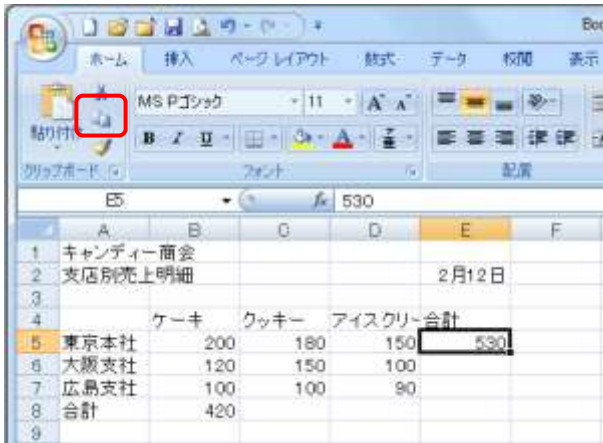 Boo
ホーム 挿入 ページ レイアウト 数式 データ 校閲 表示
MS Pゴシック 11 A A
貼り付け B I U A
クリップボード フォント 配置
E5 fx 530
A B C D E F
1 キャンディー商会
2 支店別売上明細 2月12日
3
4 ケーキ クッキー アイスクリー 合計
5 東京本社 200 180 150 530
6 大阪支社 120 150 100
7 広島支社 100 100 90
8 合計 420
9